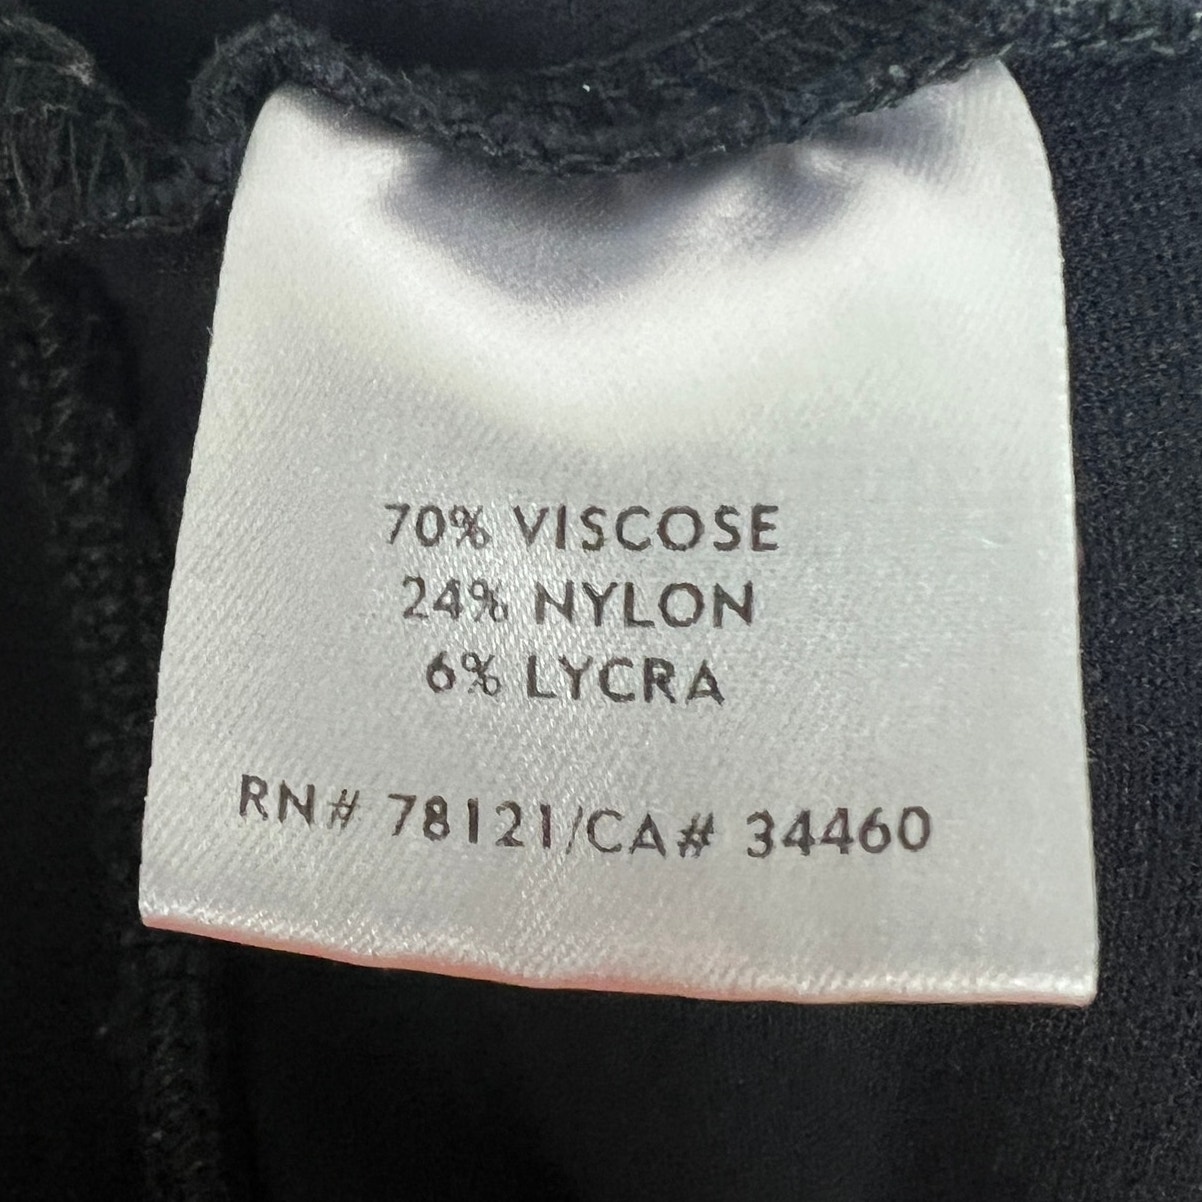 70% VISCOSE
24% NYLON
6% LYCRA
RN# 78121/CA# 34460